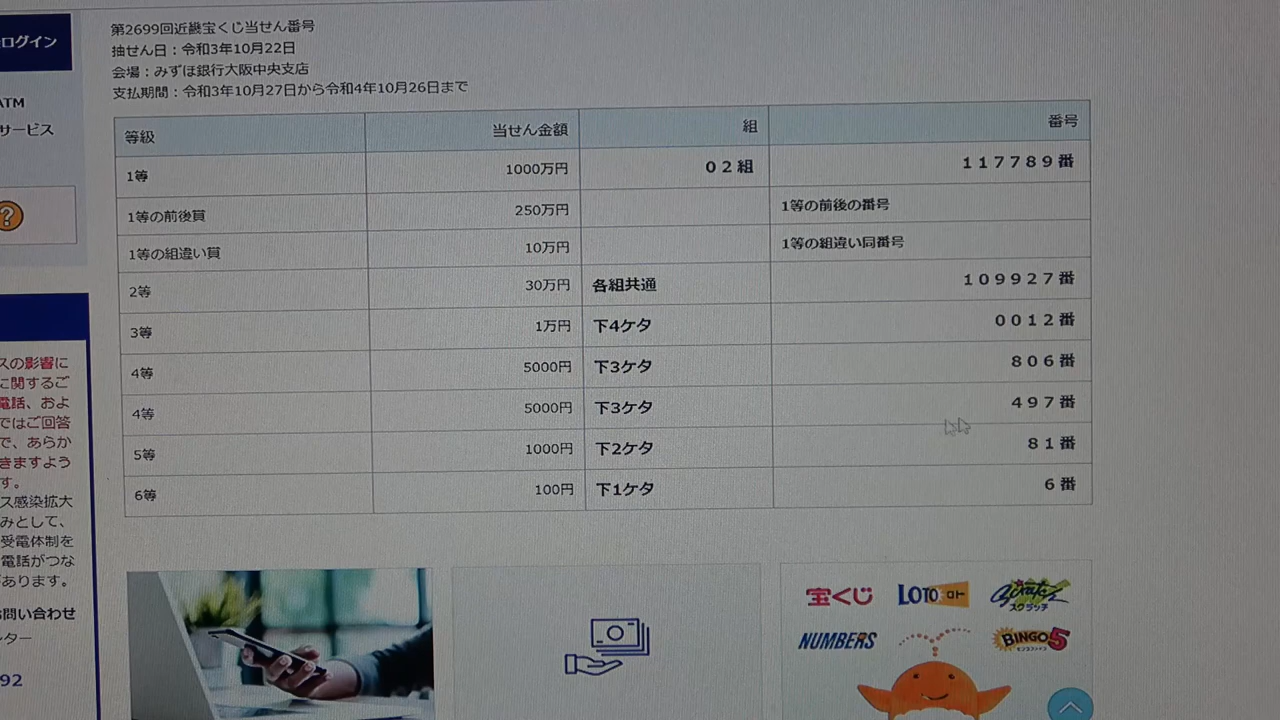 第2699回近畿宝くじ当せん番号
抽せん日：令和3年10月22日
会場：みずほ銀行大阪中央支店
支払期間：令和3年10月27日から令和4年10月26日まで
等級 当せん金額 組 番号
1等 1000万円 02組 117789番
1等の前後賞 250万円 1等の前後の番号
1等の組違い賞 10万円 1等の組違い同番号
2等 30万円 各組共通 109927番
3等 1万円 下4ケタ 0012番
4等 5000円 下3ケタ 806番
4等 5000円 下3ケタ 497番
5等 1000円 下2ケタ 81番
6等 100円 下1ケタ 6番
ログイン
ATM
サービス
?
スの影響に
に関するご
電話、およ
ではご回答
で、あらか
きますよう
す。
ス感染拡大
みとして、
受電体制を
電話がつな
があります。
お問い合わせ
ンター
92
宝くじ
LOTO ロト
Scratch
スクラッチ
NUMBERS
BINGO5
ビンゴファイブ